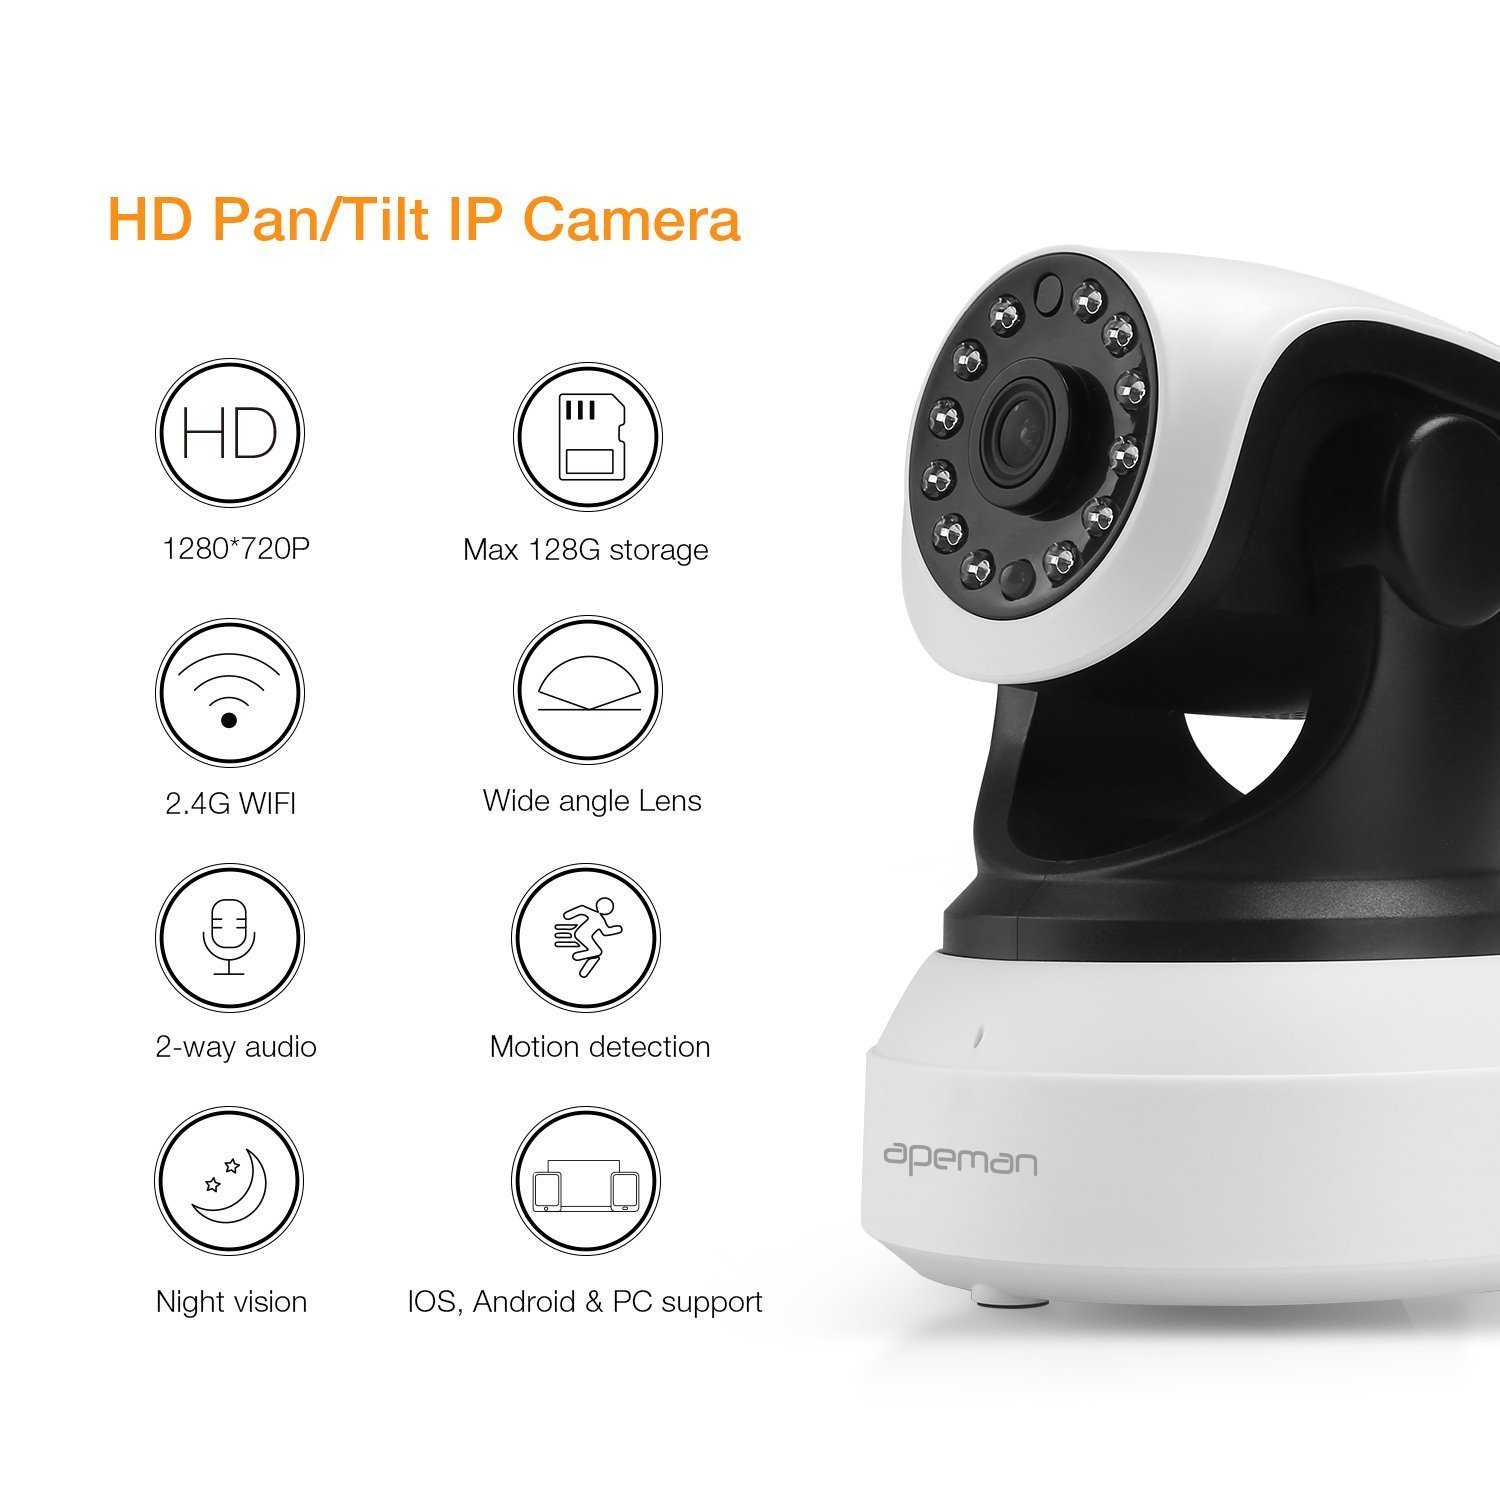 HD Pan/Tilt IP Camera
HD
1280*720P
Max 128G storage
2.4G WIFI
Wide angle Lens
2-way audio
Motion detection
Night vision
IOS, Android & PC support
apeman